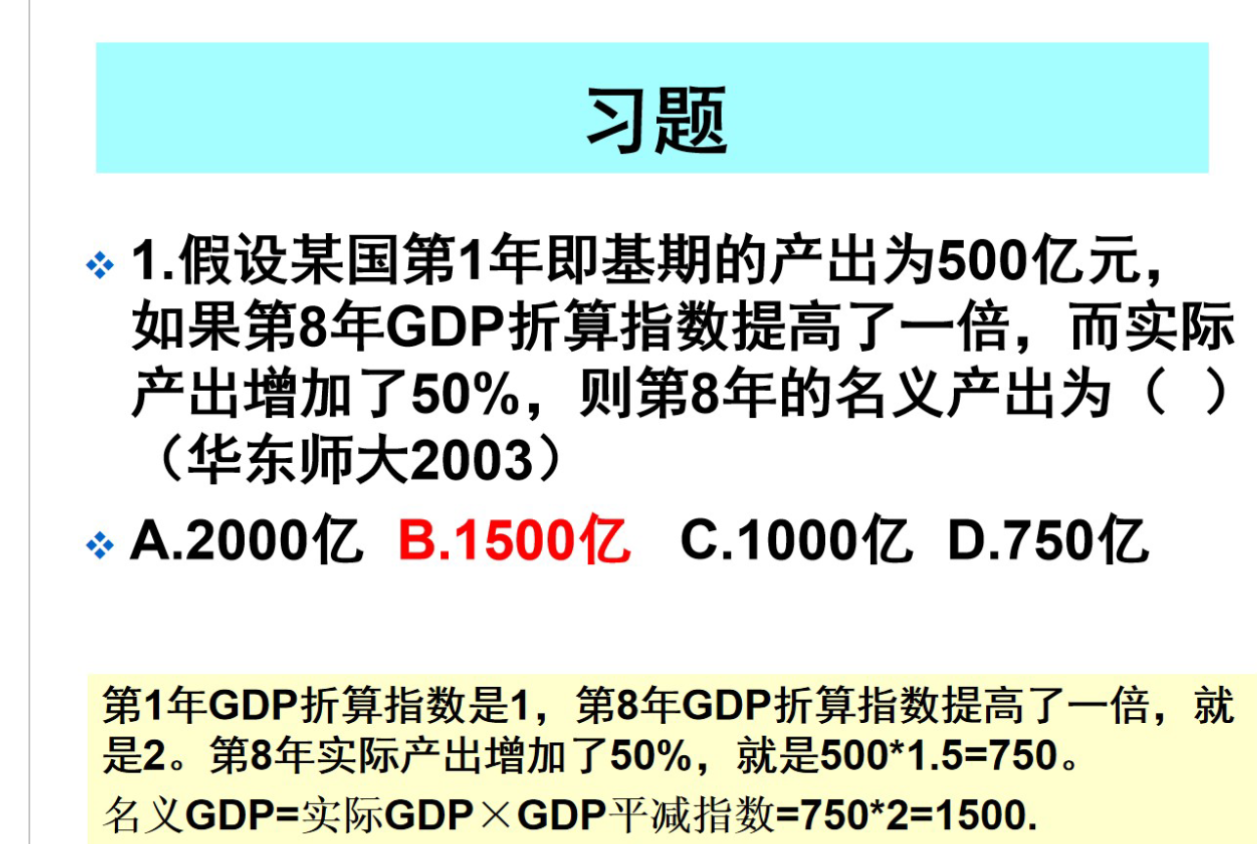 习题
1.假设某国第1年即基期的产出为500亿元，
如果第8年GDP折算指数提高了一倍，而实际
产出增加了50%，则第8年的名义产出为（ ）
（华东师大2003）
A.2000亿 B.1500亿 C.1000亿 D.750亿
第1年GDP折算指数是1，第8年GDP折算指数提高了一倍，就
是2。第8年实际产出增加了50%，就是500*1.5=750。
名义GDP=实际GDP×GDP平减指数=750*2=1500.